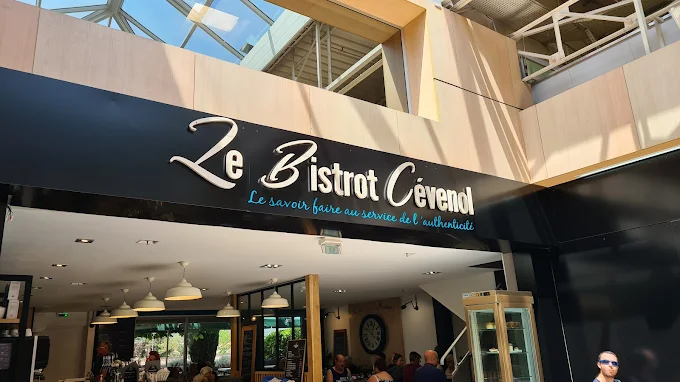 Le Bistrot Cévenol
Le savoir faire au service de l'authenticité